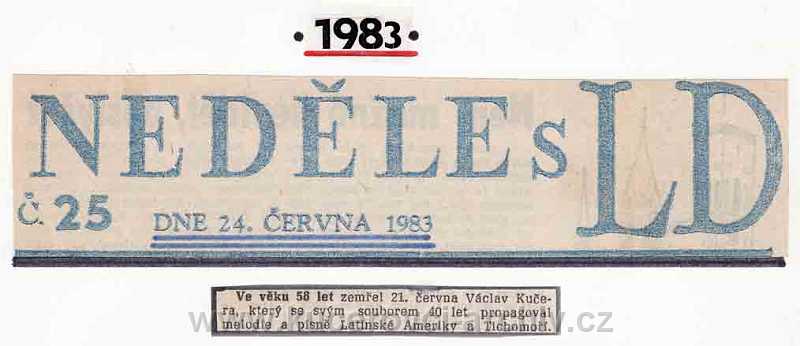 • 1983 •
NEDĚLE s LD
Č. 25
DNE 24. ČERVNA 1983
Ve věku 58 let zemřel 21. června Václav Kuče-
ra, který se svým souborem 40 let propagoval
melodie a písně Latinské Ameriky a Tichomoří.